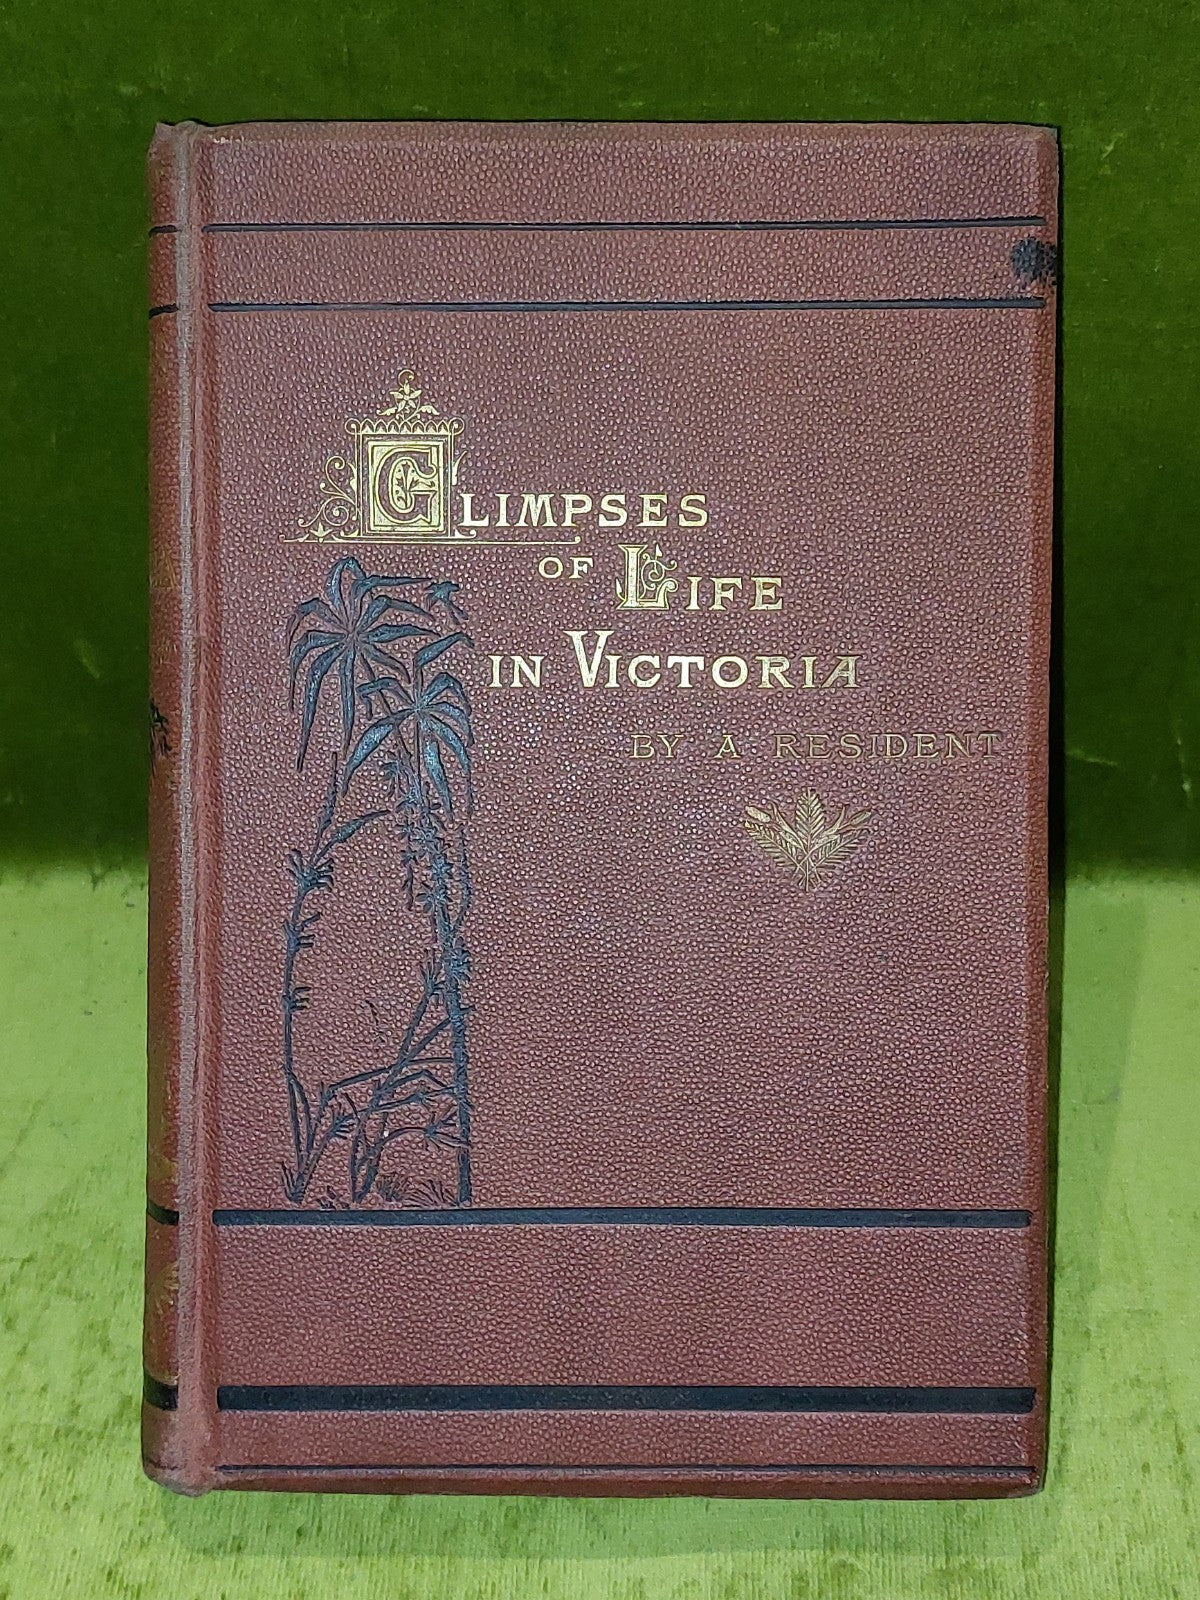 GLIMPSES
OF LIFE
IN VICTORIA
BY A RESIDENT